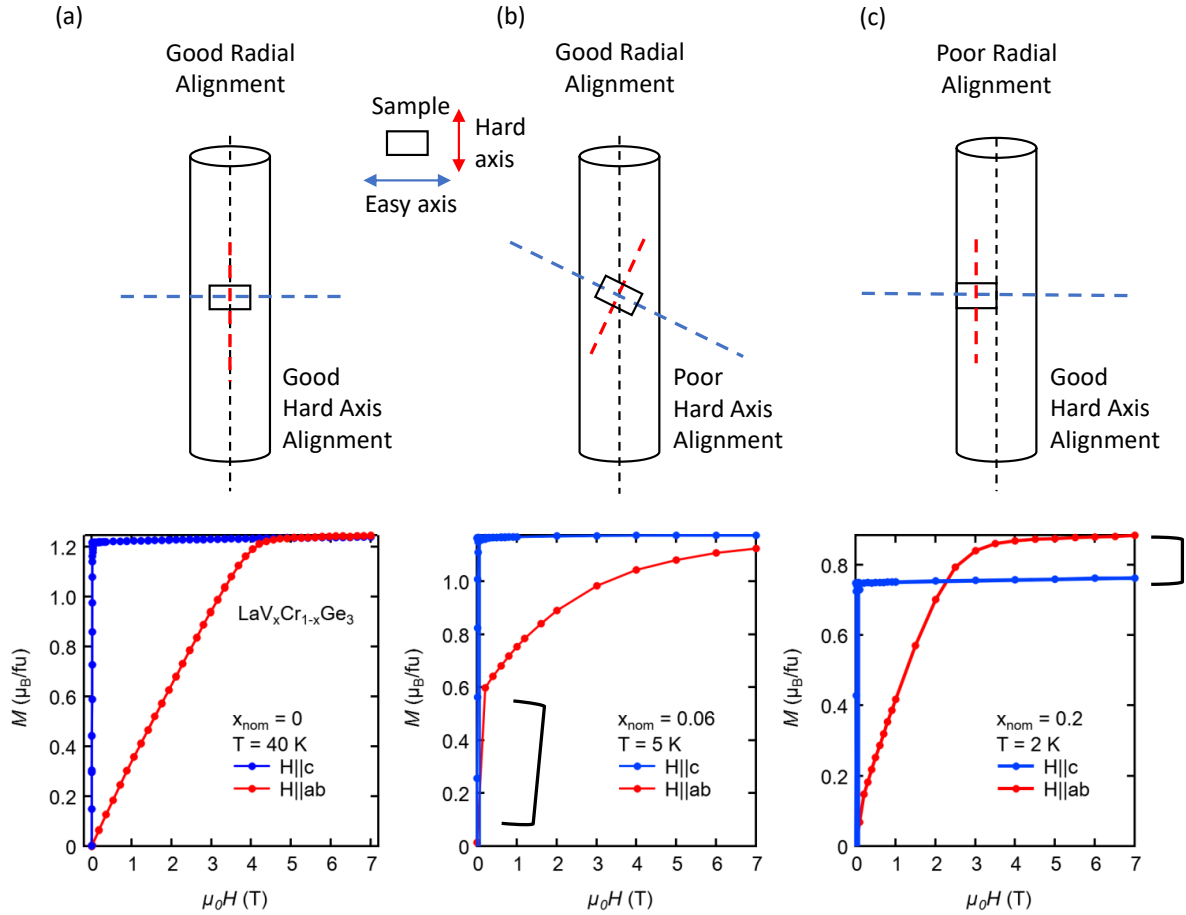 (a)
Good Radial
Alignment
Sample
Hard
axis
Easy axis
Good
Hard Axis
Alignment
(b)
Good Radial
Alignment
Poor
Hard Axis
Alignment
(c)
Poor Radial
Alignment
Good
Hard Axis
Alignment
M (μB/fu)
1.2
1.0
0.8
0.6
0.4
0.2
0
LaVxCr1-xGe3
xnom = 0
T = 40 K
H||c
H||ab
0 1 2 3 4 5 6 7
μ0H (T)
M (μB/fu)
1.0
0.8
0.6
0.4
0.2
0
xnom = 0.06
T = 5 K
H||c
H||ab
0 1 2 3 4 5 6 7
μ0H (T)
M (μB/fu)
0.8
0.6
0.4
0.2
0
xnom = 0.2
T = 2 K
H||c
H||ab
0 1 2 3 4 5 6 7
μ0H (T)